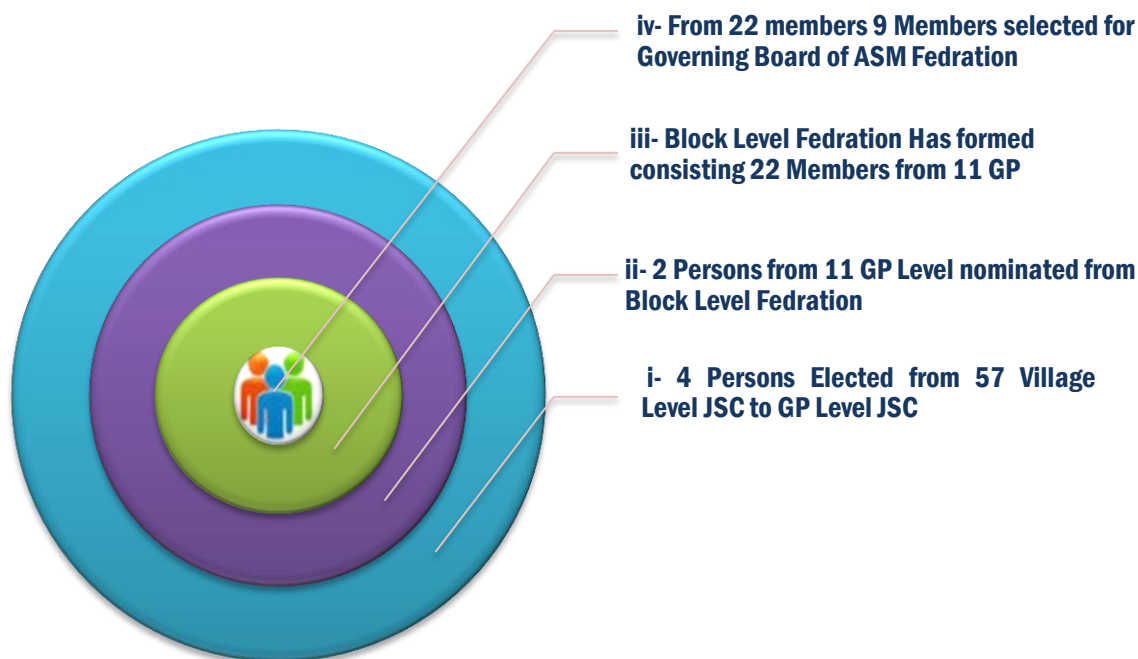 iv- From 22 members 9 Members selected for
Governing Board of ASM Fedration
iii- Block Level Fedration Has formed
consisting 22 Members from 11 GP
ii- 2 Persons from 11 GP Level nominated from
Block Level Fedration
i- 4 Persons Elected from 57 Village
Level JSC to GP Level JSC